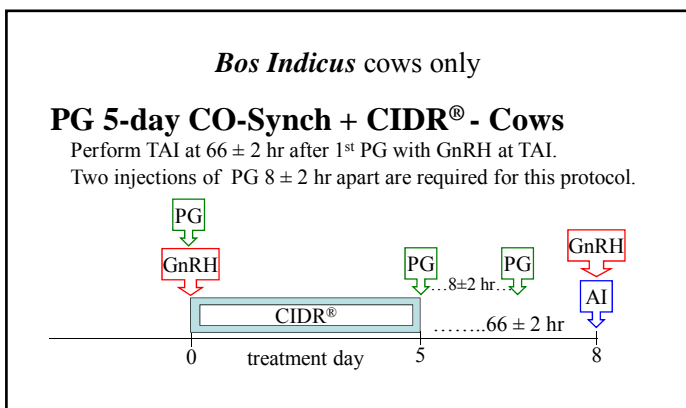 Bos Indicus cows only
PG 5-day CO-Synch + CIDR® - Cows
Perform TAI at 66 ± 2 hr after 1st PG with GnRH at TAI.
Two injections of PG 8 ± 2 hr apart are required for this protocol.
PG
GnRH
GnRH
PG
PG
…8±2 hr…
AI
CIDR®
……..66 ± 2 hr
0
treatment day
5
8